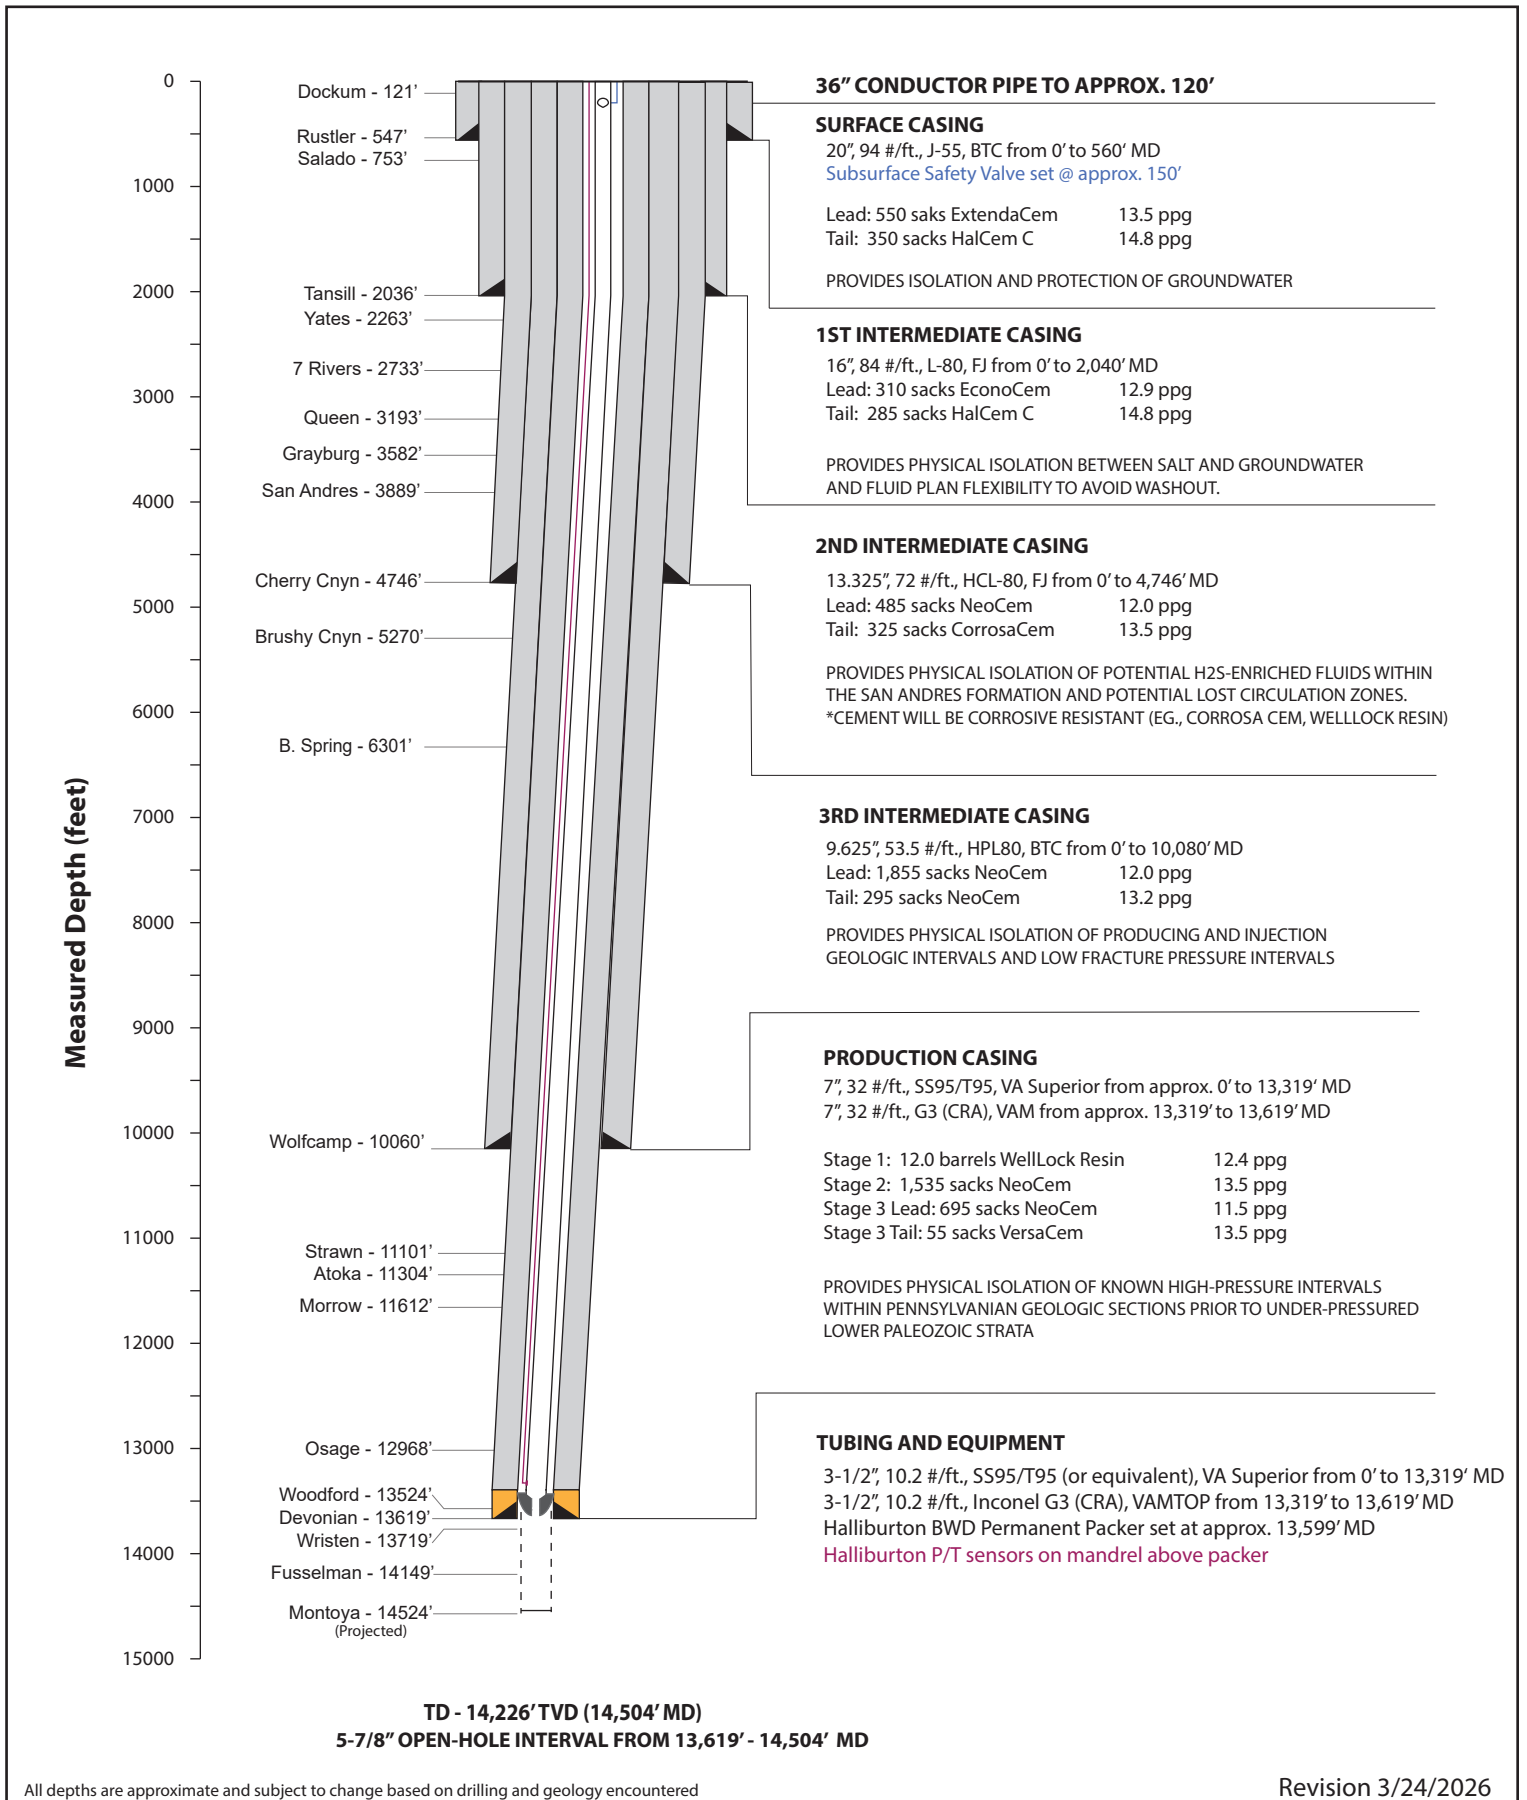 0
1000
2000
3000
4000
5000
6000
7000
8000
9000
10000
11000
12000
13000
14000
15000
Measured Depth (feet)
Dockum - 121’
Rustler - 547’
Salado - 753’
Tansill - 2036’
Yates - 2263’
7 Rivers - 2733’
Queen - 3193’
Grayburg - 3582’
San Andres - 3889’
Cherry Cnyn - 4746’
Brushy Cnyn - 5270’
B. Spring - 6301’
Wolfcamp - 10060’
Strawn - 11101’
Atoka - 11304’
Morrow - 11612’
Osage - 12968’
Woodford - 13524’
Devonian - 13619’
Wristen - 13719’
Fusselman - 14149’
Montoya - 14524’
(Projected)
36” CONDUCTOR PIPE TO APPROX. 120’
SURFACE CASING
20”, 94 #/ft., J-55, BTC from 0’ to 560‘ MD
Subsurface Safety Valve set @ approx. 150’
Lead: 550 saks ExtendaCem 13.5 ppg
Tail: 350 sacks HalCem C 14.8 ppg
PROVIDES ISOLATION AND PROTECTION OF GROUNDWATER
1ST INTERMEDIATE CASING
16”, 84 #/ft., L-80, FJ from 0’ to 2,040’ MD
Lead: 310 sacks EconoCem 12.9 ppg
Tail: 285 sacks HalCem C 14.8 ppg
PROVIDES PHYSICAL ISOLATION BETWEEN SALT AND GROUNDWATER
AND FLUID PLAN FLEXIBILITY TO AVOID WASHOUT.
2ND INTERMEDIATE CASING
13.325”, 72 #/ft., HCL-80, FJ from 0’ to 4,746’ MD
Lead: 485 sacks NeoCem 12.0 ppg
Tail: 325 sacks CorrosaCem 13.5 ppg
PROVIDES PHYSICAL ISOLATION OF POTENTIAL H2S-ENRICHED FLUIDS WITHIN
THE SAN ANDRES FORMATION AND POTENTIAL LOST CIRCULATION ZONES.
*CEMENT WILL BE CORROSIVE RESISTANT (EG., CORROSA CEM, WELLLOCK RESIN)
3RD INTERMEDIATE CASING
9.625”, 53.5 #/ft., HPL80, BTC from 0’ to 10,080’ MD
Lead: 1,855 sacks NeoCem 12.0 ppg
Tail: 295 sacks NeoCem 13.2 ppg
PROVIDES PHYSICAL ISOLATION OF PRODUCING AND INJECTION
GEOLOGIC INTERVALS AND LOW FRACTURE PRESSURE INTERVALS
PRODUCTION CASING
7”, 32 #/ft., SS95/T95, VA Superior from approx. 0’ to 13,319‘ MD
7”, 32 #/ft., G3 (CRA), VAM from approx. 13,319’ to 13,619’ MD
Stage 1: 12.0 barrels WellLock Resin 12.4 ppg
Stage 2: 1,535 sacks NeoCem 13.5 ppg
Stage 3 Lead: 695 sacks NeoCem 11.5 ppg
Stage 3 Tail: 55 sacks VersaCem 13.5 ppg
PROVIDES PHYSICAL ISOLATION OF KNOWN HIGH-PRESSURE INTERVALS
WITHIN PENNSYLVANIAN GEOLOGIC SECTIONS PRIOR TO UNDER-PRESSURED
LOWER PALEOZOIC STRATA
TUBING AND EQUIPMENT
3-1/2”, 10.2 #/ft., SS95/T95 (or equivalent), VA Superior from 0’ to 13,319‘ MD
3-1/2”, 10.2 #/ft., Inconel G3 (CRA), VAMTOP from 13,319’ to 13,619’ MD
Halliburton BWD Permanent Packer set at approx. 13,599’ MD
Halliburton P/T sensors on mandrel above packer
TD - 14,226’ TVD (14,504’ MD)
5-7/8” OPEN-HOLE INTERVAL FROM 13,619’ - 14,504’ MD
All depths are approximate and subject to change based on drilling and geology encountered
Revision 3/24/2026